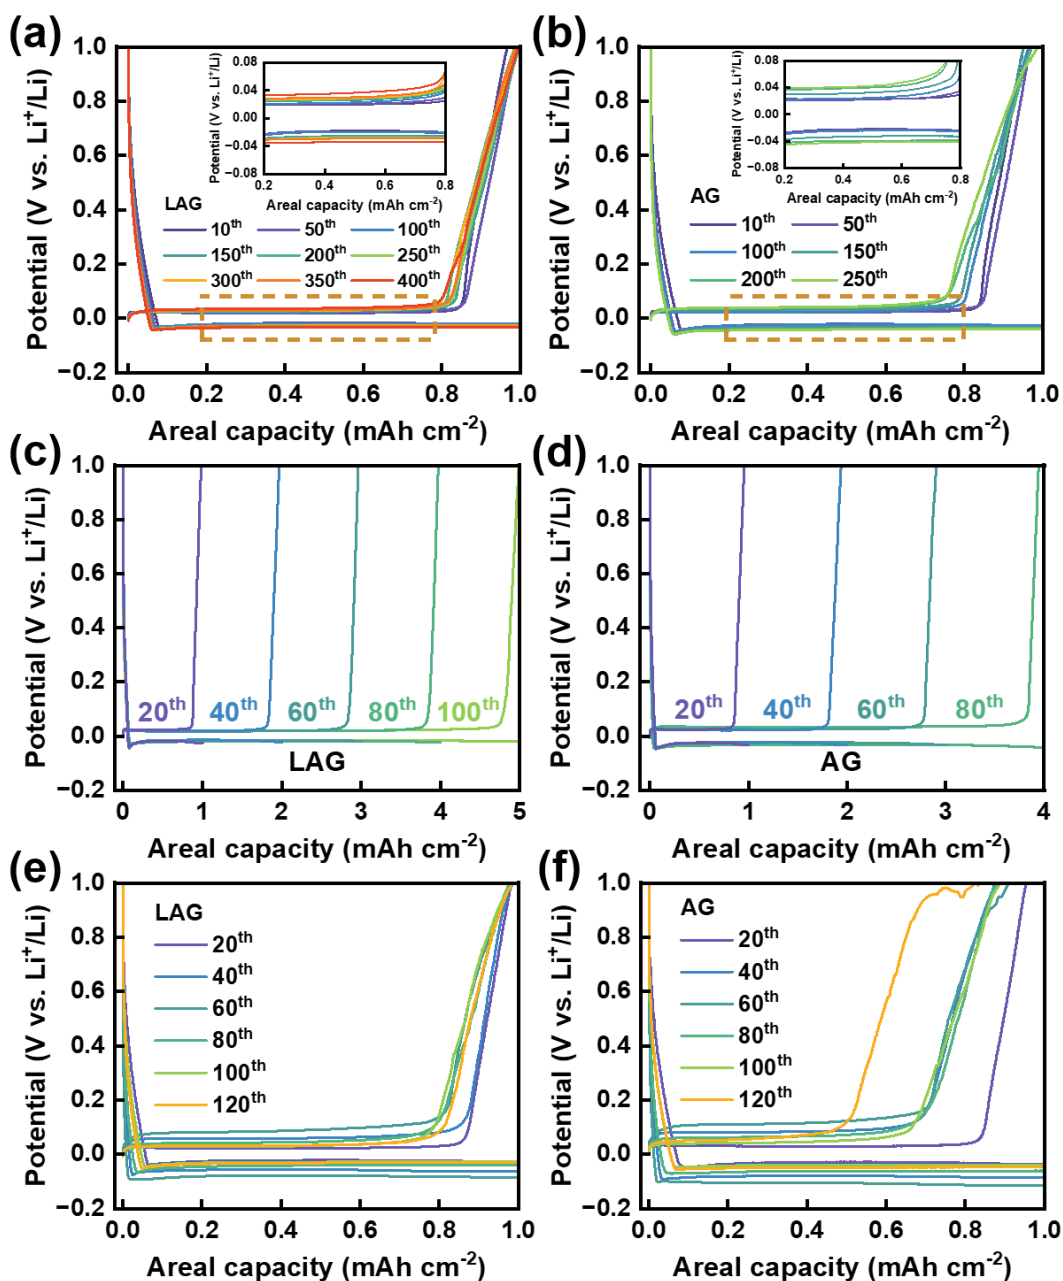 (a)
Potential (V vs. Li⁺/Li)
1.0
0.8
0.6
0.4
0.2
0.0
−0.2
0.0 0.2 0.4 0.6 0.8 1.0
Areal capacity (mAh cm⁻²)
Potential (V vs. Li⁺/Li)
0.08
0.04
0.00
−0.04
−0.08
0.2 0.4 0.6 0.8
Areal capacity (mAh cm⁻²)
LAG
10ᵗʰ 50ᵗʰ 100ᵗʰ
150ᵗʰ 200ᵗʰ 250ᵗʰ
300ᵗʰ 350ᵗʰ 400ᵗʰ
(b)
Potential (V vs. Li⁺/Li)
1.0
0.8
0.6
0.4
0.2
0.0
−0.2
0.0 0.2 0.4 0.6 0.8 1.0
Areal capacity (mAh cm⁻²)
Potential (V vs. Li⁺/Li)
0.08
0.04
0.00
−0.04
−0.08
0.2 0.4 0.6 0.8
Areal capacity (mAh cm⁻²)
AG
10ᵗʰ 50ᵗʰ
100ᵗʰ 150ᵗʰ
200ᵗʰ 250ᵗʰ
(c)
Potential (V vs. Li⁺/Li)
1.0
0.8
0.6
0.4
0.2
0.0
−0.2
20ᵗʰ 40ᵗʰ 60ᵗʰ 80ᵗʰ 100ᵗʰ
LAG
0 1 2 3 4 5
Areal capacity (mAh cm⁻²)
(d)
Potential (V vs. Li⁺/Li)
1.0
0.8
0.6
0.4
0.2
0.0
−0.2
20ᵗʰ 40ᵗʰ 60ᵗʰ 80ᵗʰ
AG
0 1 2 3 4
Areal capacity (mAh cm⁻²)
(e)
Potential (V vs. Li⁺/Li)
1.0
0.8
0.6
0.4
0.2
0.0
−0.2
LAG
20ᵗʰ
40ᵗʰ
60ᵗʰ
80ᵗʰ
100ᵗʰ
120ᵗʰ
0.0 0.2 0.4 0.6 0.8 1.0
Areal capacity (mAh cm⁻²)
(f)
Potential (V vs. Li⁺/Li)
1.0
0.8
0.6
0.4
0.2
0.0
−0.2
AG
20ᵗʰ
40ᵗʰ
60ᵗʰ
80ᵗʰ
100ᵗʰ
120ᵗʰ
0.0 0.2 0.4 0.6 0.8 1.0
Areal capacity (mAh cm⁻²)